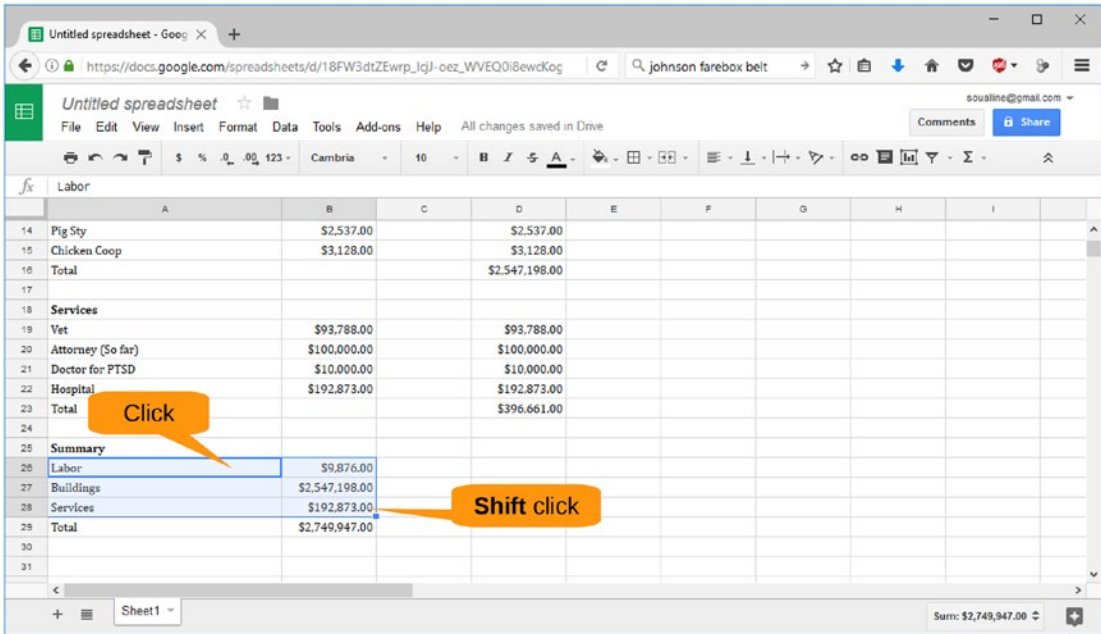 Untitled spreadsheet - Goog × +
https://docs.google.com/spreadsheets/d/18FW3dtZEwrp_IcjJ-oez_WVEQ0i8ewcKog johnson farebox belt
Untitled spreadsheet soualine@gmail.com
File Edit View Insert Format Data Tools Add-ons Help All changes saved in Drive Comments Share
$ % .0 .00 123 Cambria 10 B I S A
fx Labor
A B C D E F G H I
14 Pig Sty $2,537.00 $2,537.00
15 Chicken Coop $3,128.00 $3,128.00
16 Total $2,547,198.00
17
18 Services
19 Vet $93,788.00 $93,788.00
20 Attorney (So far) $100,000.00 $100,000.00
21 Doctor for PTSD $10,000.00 $10,000.00
22 Hospital $192,873.00 $192,873.00
23 Total $396,661.00
Click
24
25 Summary
26 Labor $9,876.00
27 Buildings $2,547,198.00
28 Services $192,873.00
Shift click
29 Total $2,749,947.00
30
31
+ Sheet1 Sum: $2,749,947.00